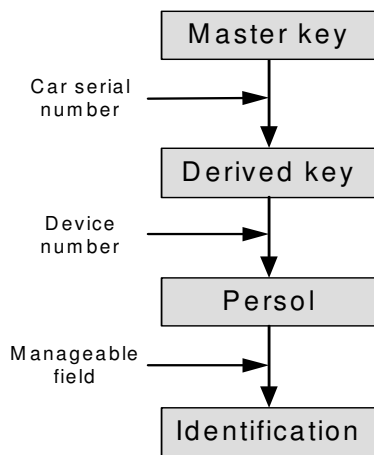 Master key
Car serial
number
Derived key
Device
number
Persol
Manageable
field
Identification